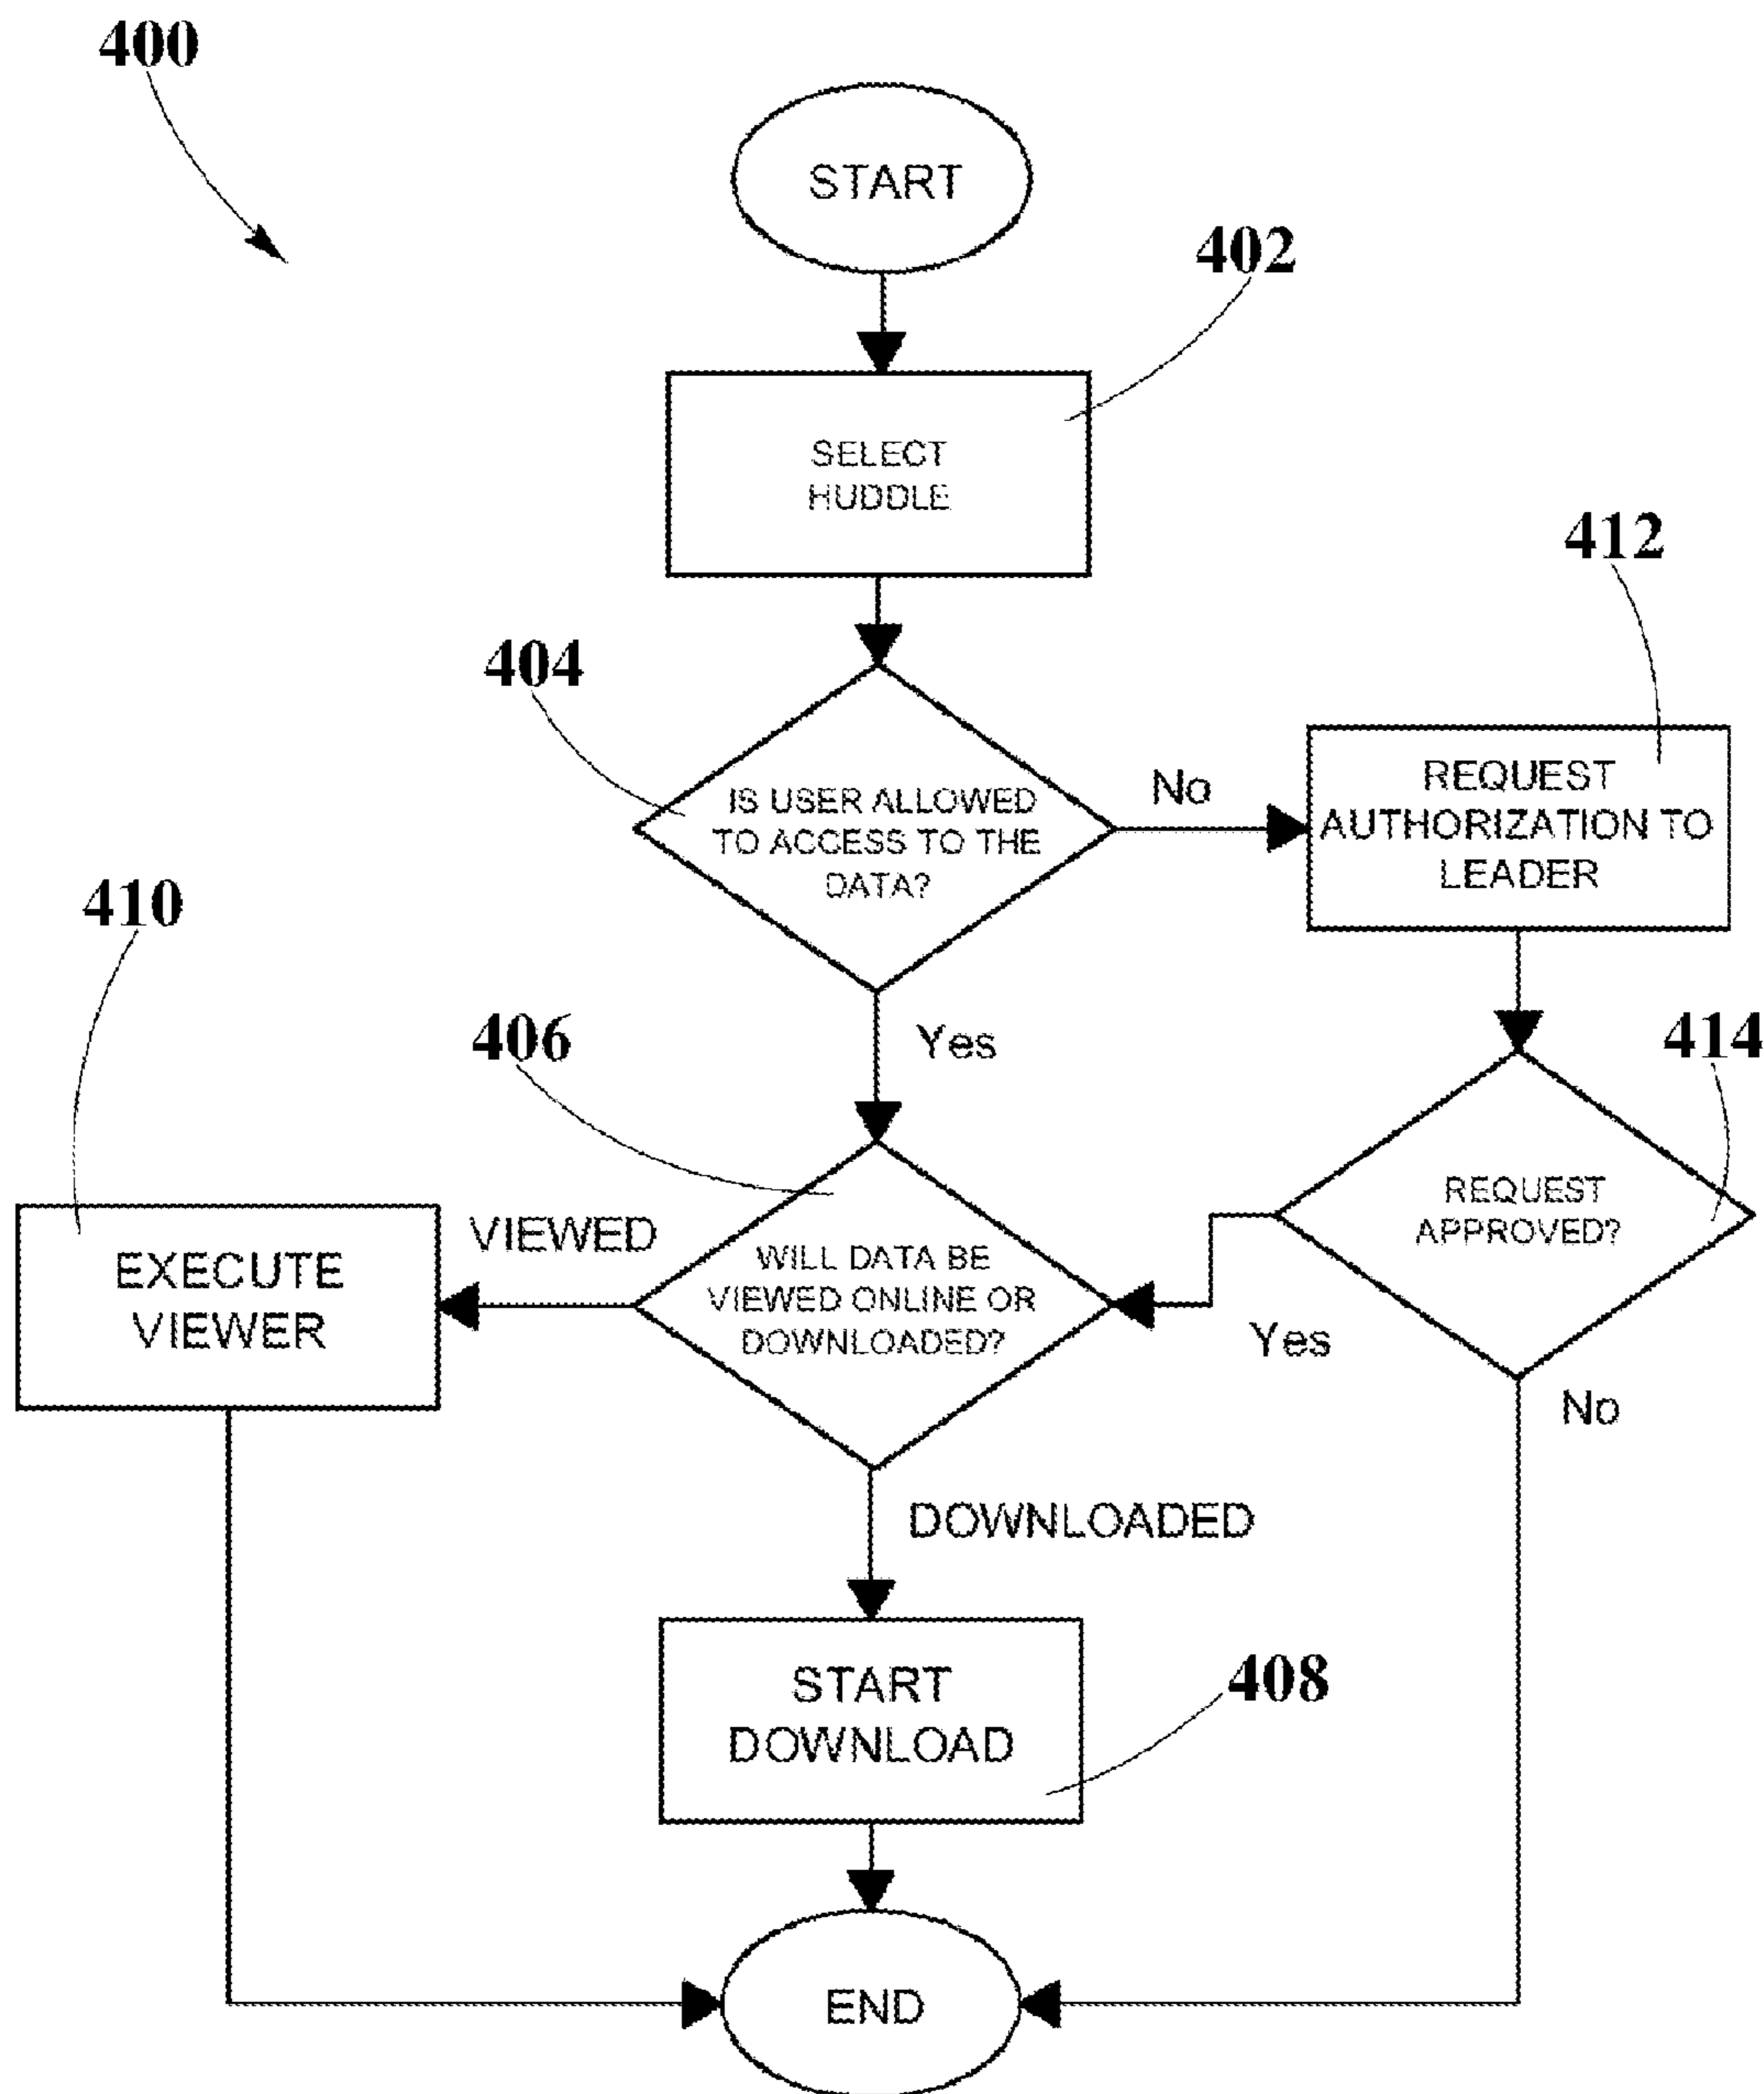 400
START
402
SELECT
HUDDLE
412
404
IS USER ALLOWED
TO ACCESS TO THE
DATA?
No
REQUEST
AUTHORIZATION TO
LEADER
410
406
Yes
414
REQUEST
APPROVED?
VIEWED
EXECUTE
VIEWER
WILL DATA BE
VIEWED ONLINE OR
DOWNLOADED?
Yes
No
DOWNLOADED
START
DOWNLOAD
408
END